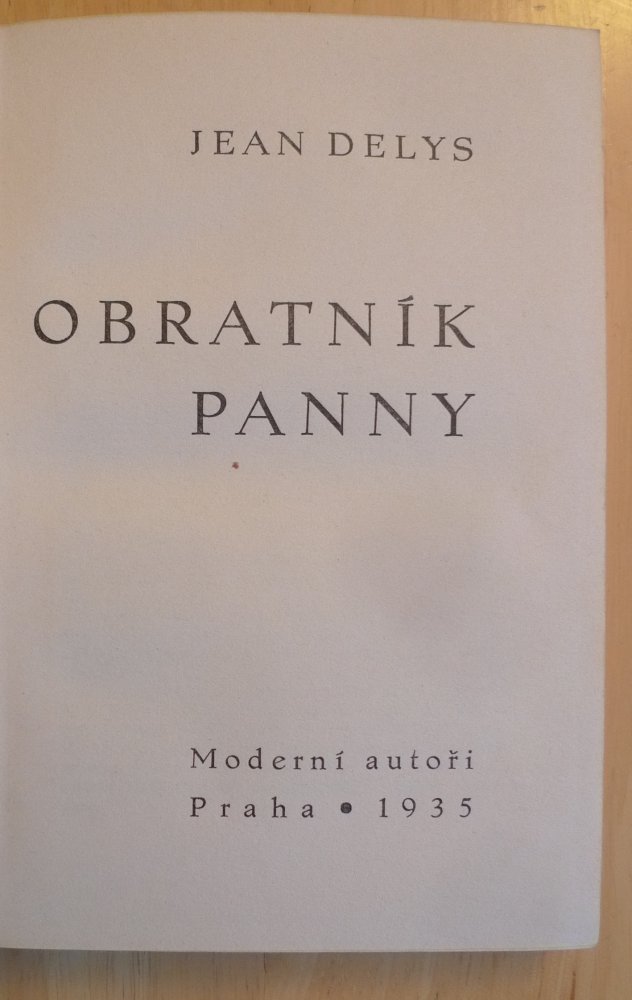 JEAN DELYS
OBRATNÍK
PANNY
Moderní autoři
Praha • 1935